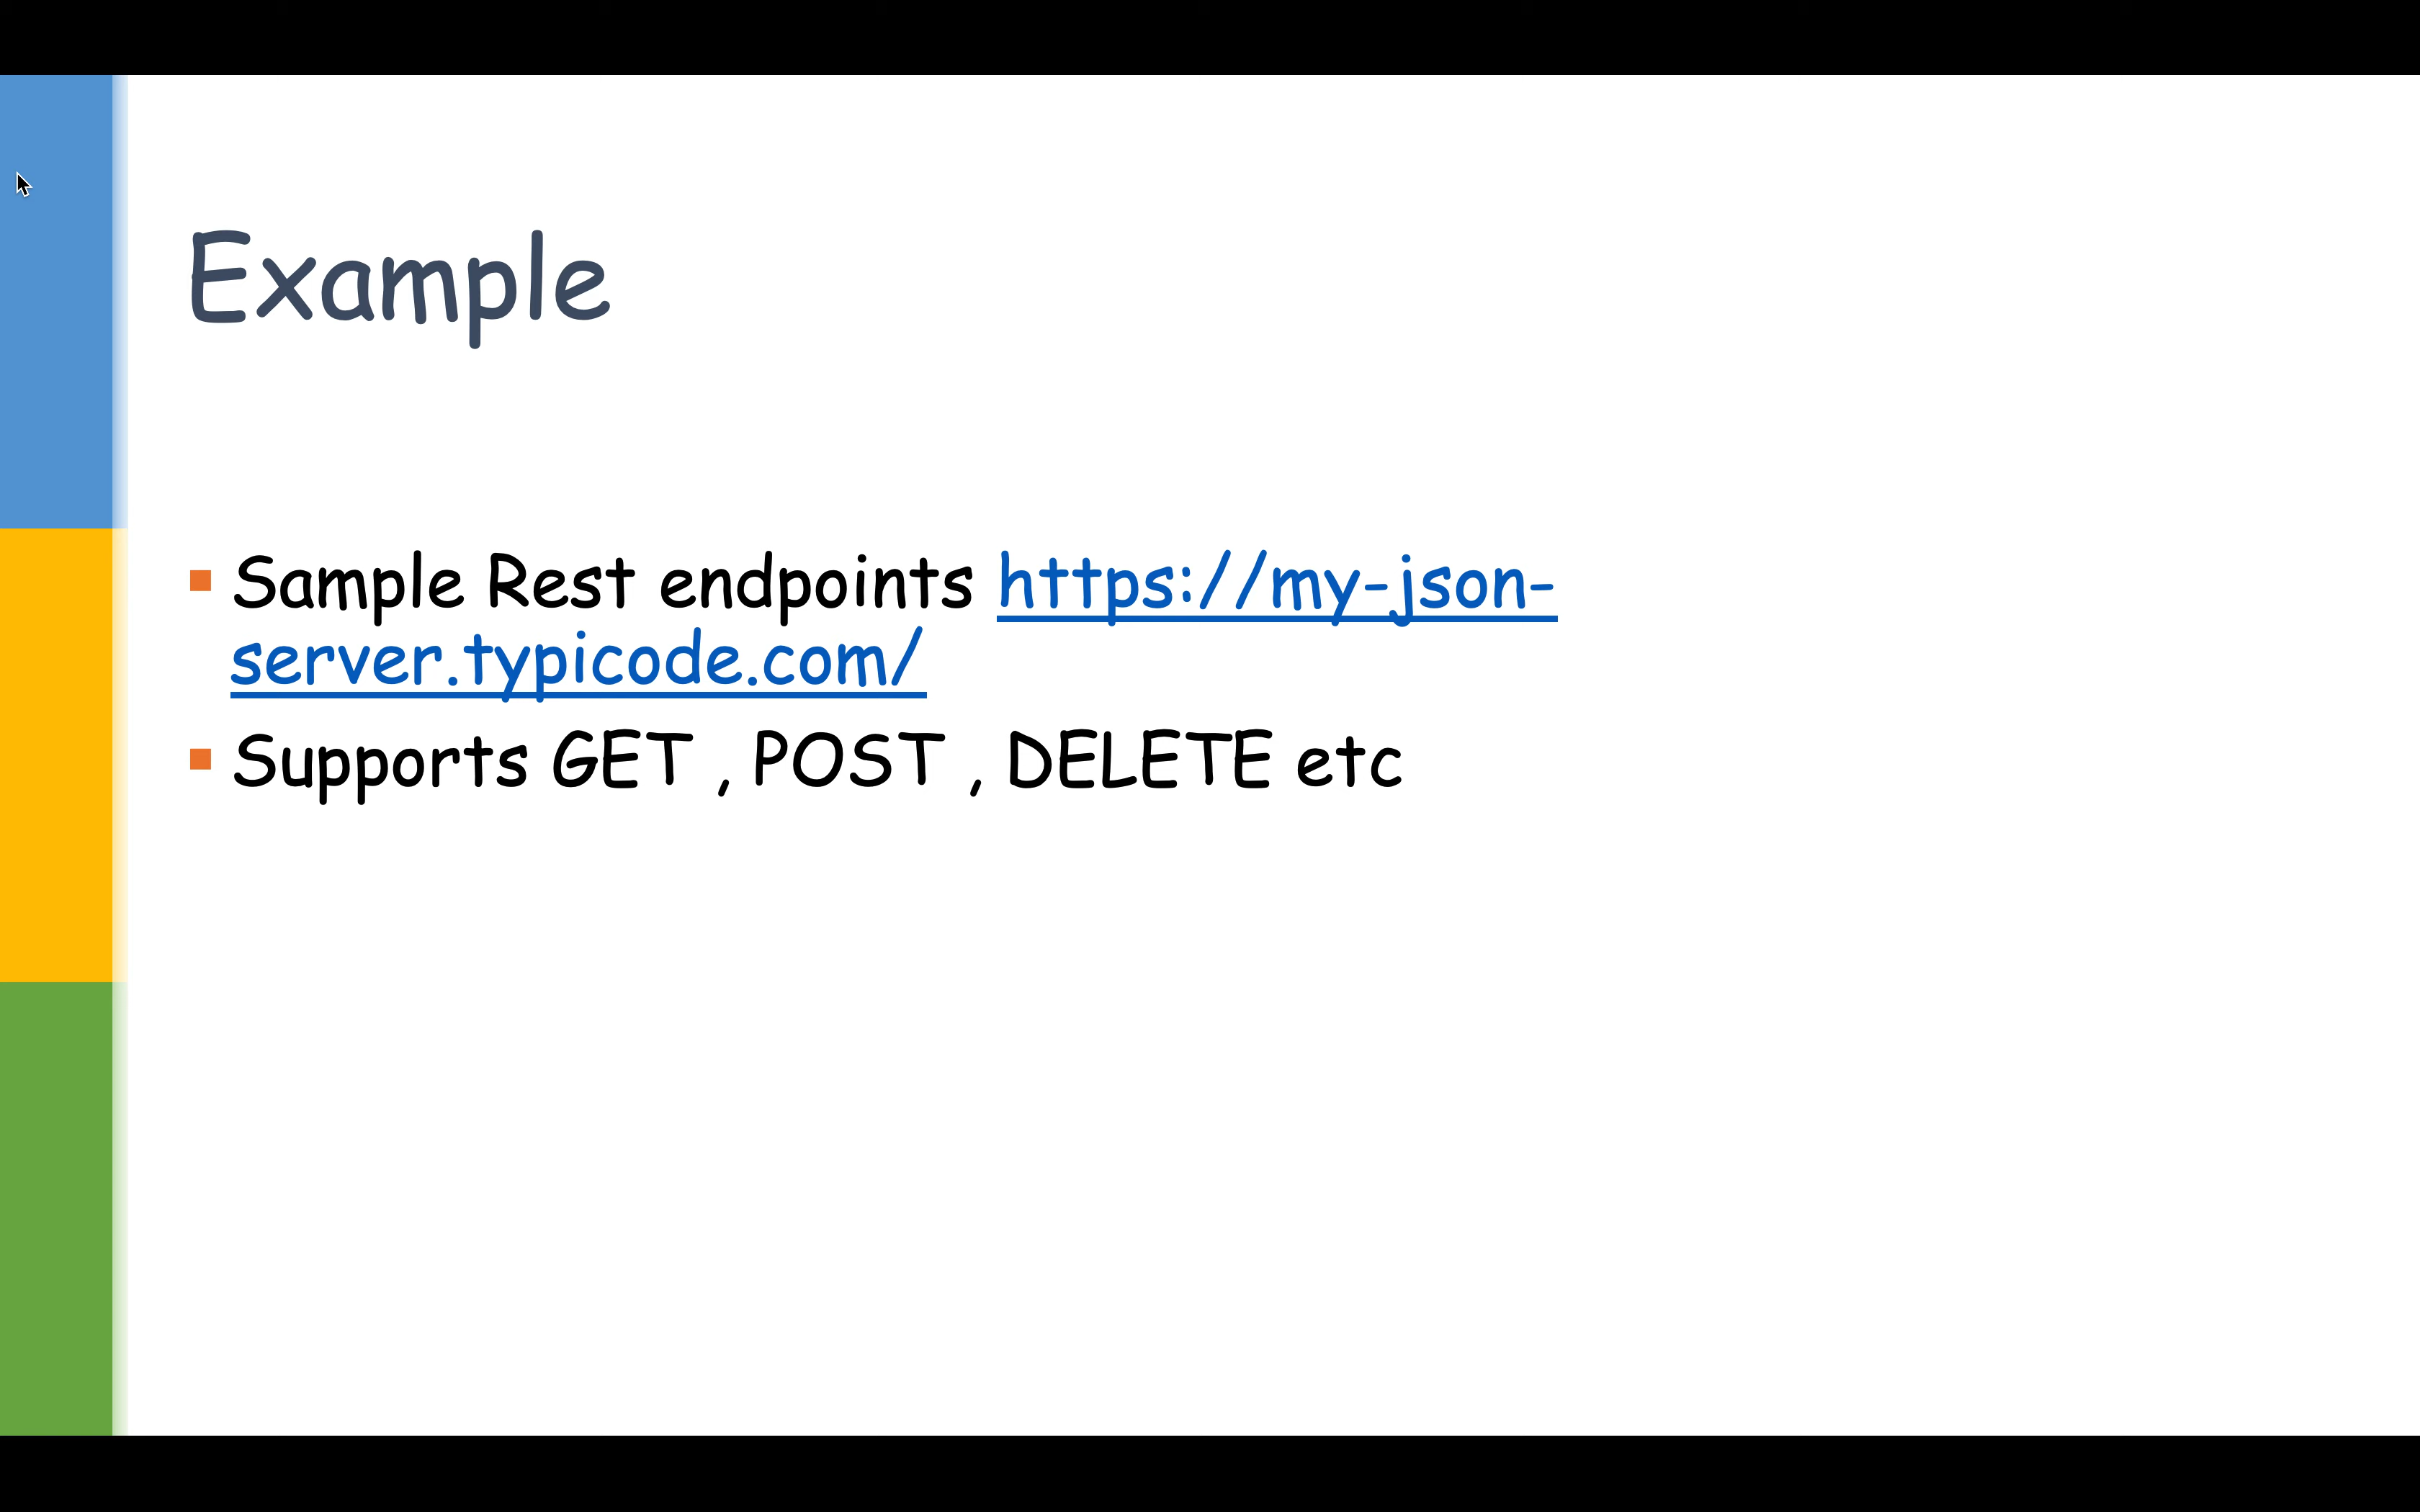 Example
Sample Rest endpoints https://my-json-
server.typicode.com/
Supports GET , POST , DELETE etc